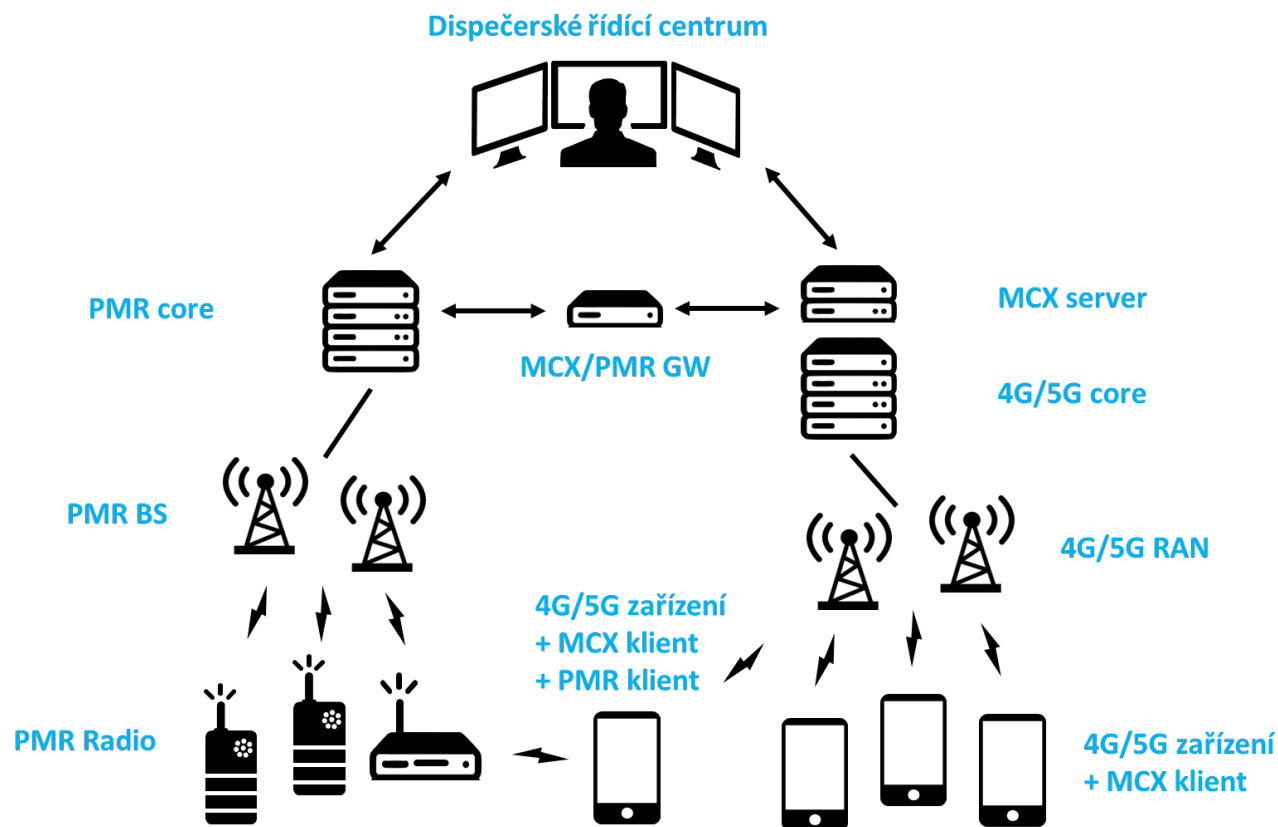 Dispečerské řídící centrum
PMR core
MCX server
MCX/PMR GW
4G/5G core
PMR BS
4G/5G RAN
4G/5G zařízení
+ MCX klient
+ PMR klient
PMR Radio
4G/5G zařízení
+ MCX klient